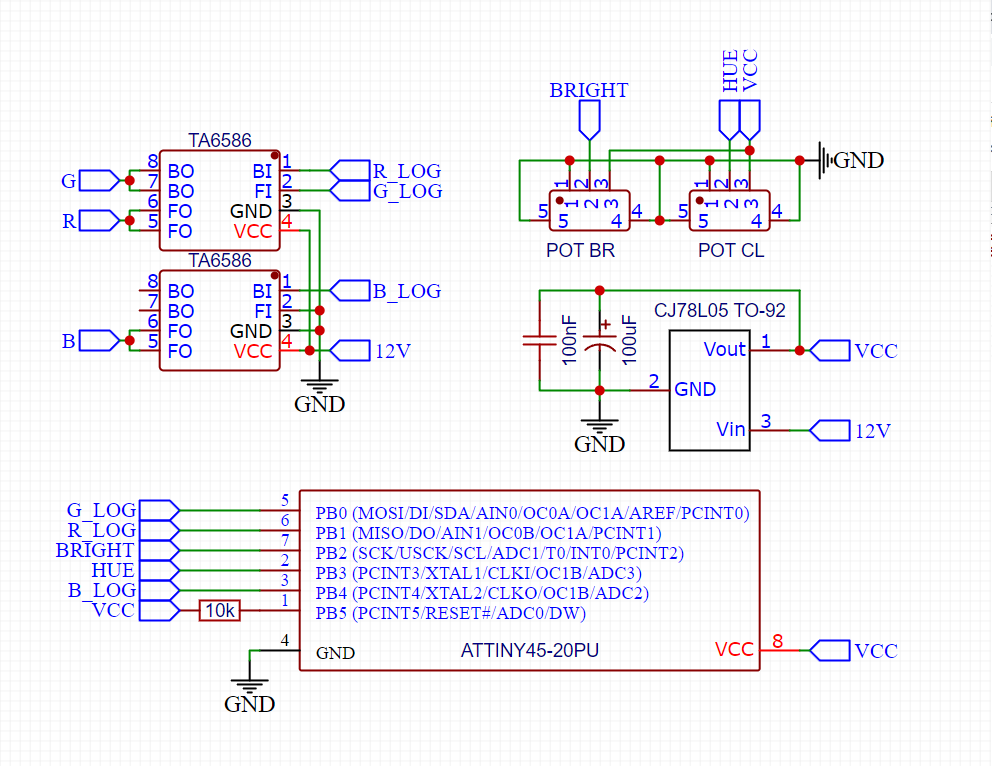 BRIGHT
HUE
VCC
TA6586
8 BO BI 1 R_LOG
G 7 BO FI 2 G_LOG
6 FO GND 3
R 5 FO VCC 4
TA6586
8 BO BI 1 B_LOG
7 BO FI 2
6 FO GND 3
B 5 FO VCC 4 12V
GND
GND
1 2 3 1 2 3
1 2 3 1 2 3
5 5 4 4 5 5 4 4
POT BR POT CL
CJ78L05 TO-92
100nF + 100uF
Vout 1 VCC
2 GND
Vin 3 12V
GND
G_LOG 5 PB0 (MOSI/DI/SDA/AIN0/OC0A/OC1A/AREF/PCINT0)
R_LOG 6 PB1 (MISO/DO/AIN1/OC0B/OC1A/PCINT1)
BRIGHT 7 PB2 (SCK/USCK/SCL/ADC1/T0/INT0/PCINT2)
HUE 2 PB3 (PCINT3/XTAL1/CLKI/OC1B/ADC3)
B_LOG 3 PB4 (PCINT4/XTAL2/CLKO/OC1B/ADC2)
VCC 10k 1 PB5 (PCINT5/RESET#/ADC0/DW)
4 GND ATTINY45-20PU VCC 8 VCC
GND